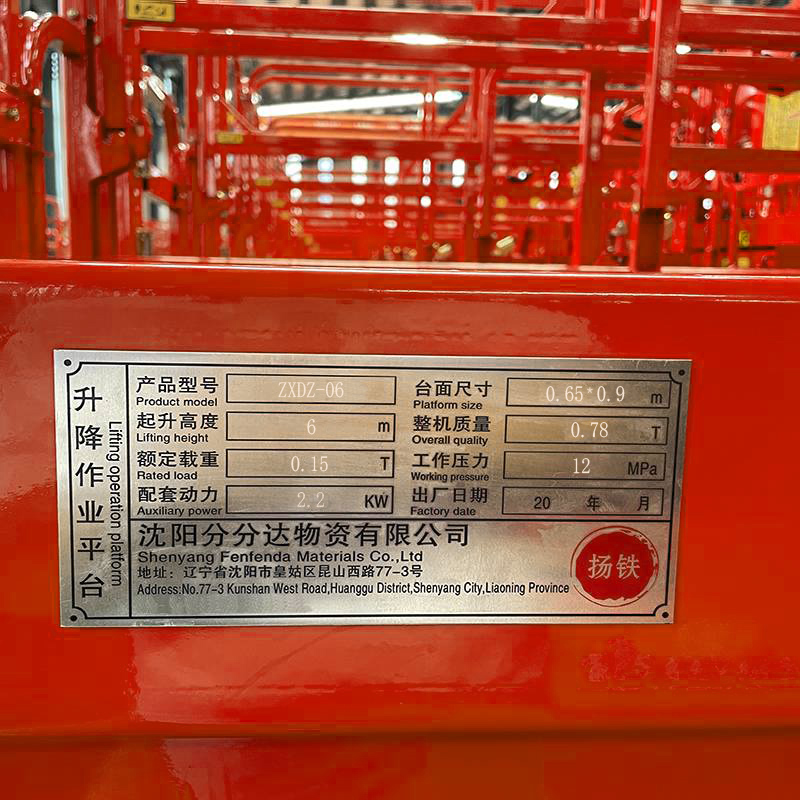 升降作业平台
Lifting operation platform
产品型号 ZXDZ-06 台面尺寸 0.65*0.9 m
Product model Platform size
起升高度 6 m 整机质量 0.78 T
Lifting height Overall quality
额定载重 0.15 T 工作压力 12 MPa
Rated load Working pressure
配套动力 2.2 KW 出厂日期 20 年 月
Auxiliary power Factory date
沈阳分分达物资有限公司
Shenyang Fenfenda Materials Co.,Ltd
地址：辽宁省沈阳市皇姑区昆山西路77-3号
Address:No.77-3 Kunshan West Road,Huanggu District,Shenyang City,Liaoning Province
扬铁